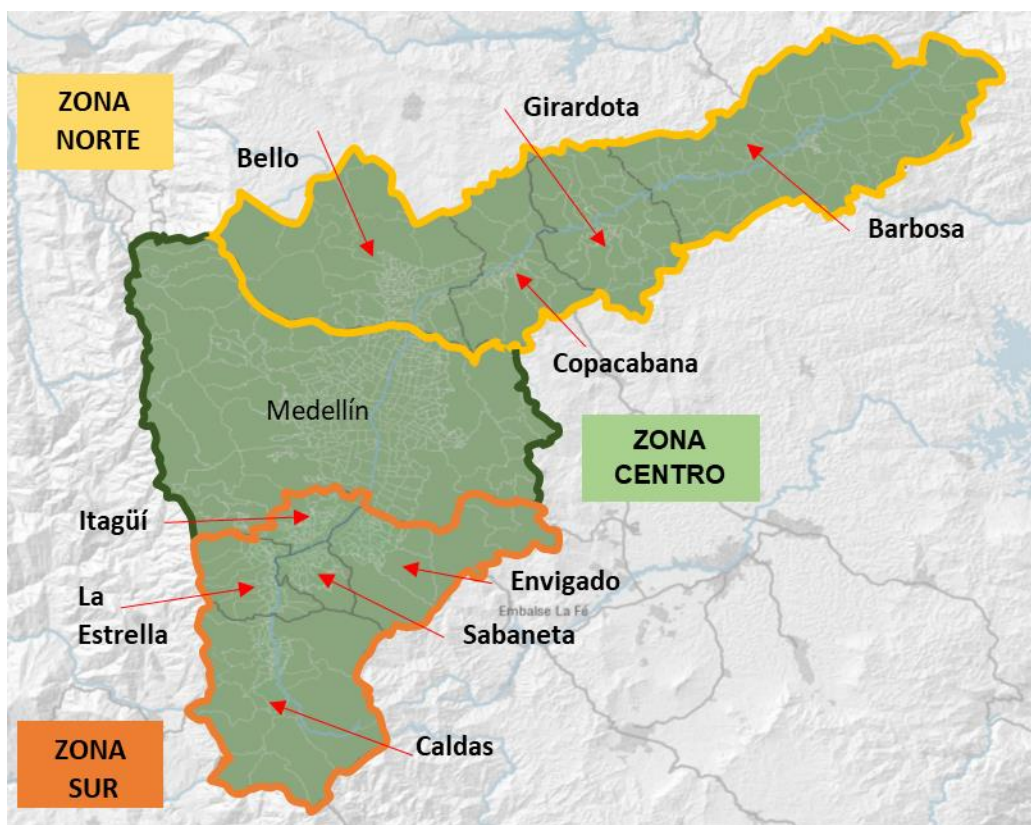 ZONA
NORTE
Girardota
Bello
Barbosa
Copacabana
Medellín
ZONA
CENTRO
Itagüí
La
Estrella
Envigado
Embalse La Fé
Sabaneta
Caldas
ZONA
SUR